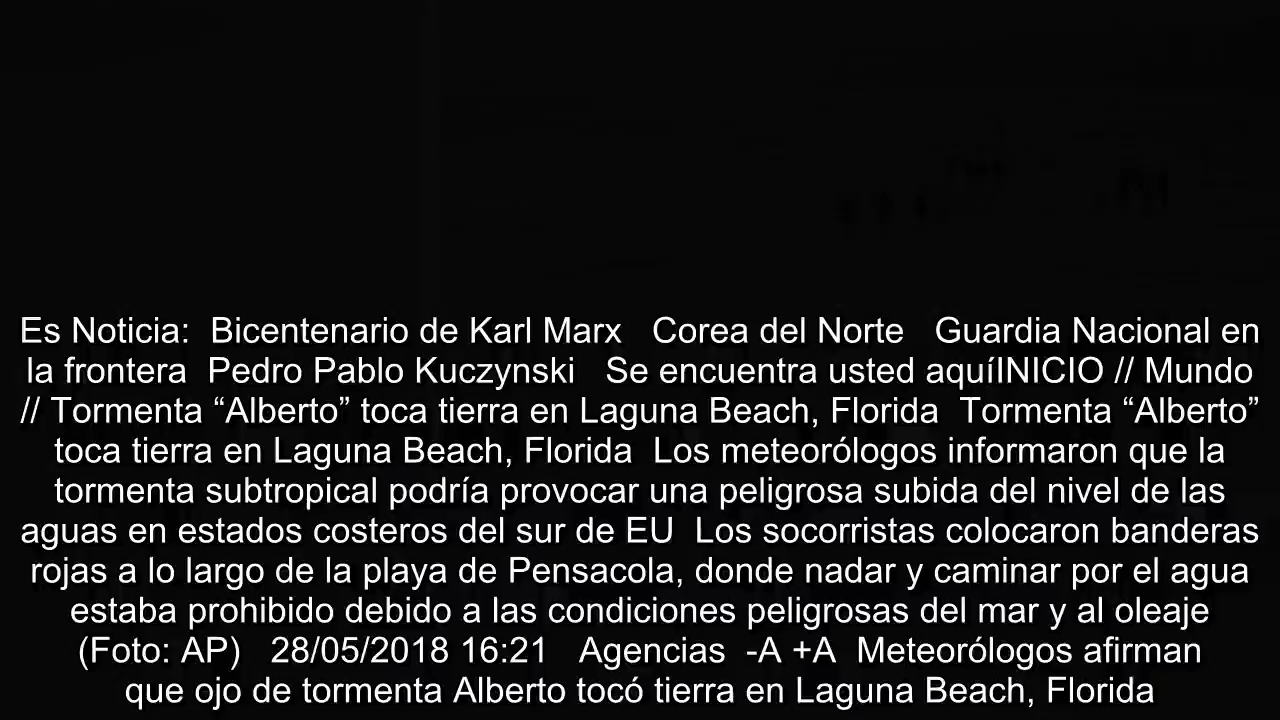 Es Noticia:  Bicentenario de Karl Marx   Corea del Norte   Guardia Nacional en
la frontera  Pedro Pablo Kuczynski   Se encuentra usted aquíINICIO // Mundo
// Tormenta “Alberto” toca tierra en Laguna Beach, Florida  Tormenta “Alberto”
toca tierra en Laguna Beach, Florida  Los meteorólogos informaron que la
tormenta subtropical podría provocar una peligrosa subida del nivel de las
aguas en estados costeros del sur de EU  Los socorristas colocaron banderas
rojas a lo largo de la playa de Pensacola, donde nadar y caminar por el agua
estaba prohibido debido a las condiciones peligrosas del mar y al oleaje
(Foto: AP)   28/05/2018 16:21   Agencias  -A +A  Meteorólogos afirman
que ojo de tormenta Alberto tocó tierra en Laguna Beach, Florida